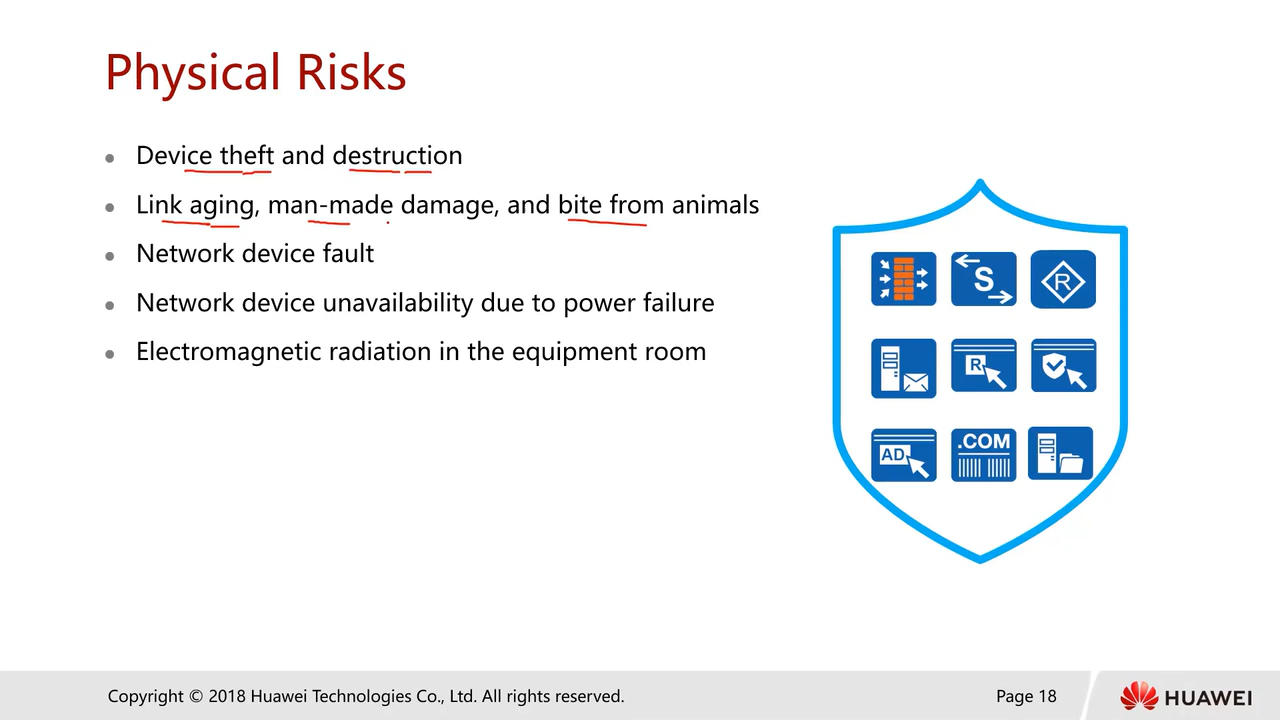 Physical Risks
Device theft and destruction
Link aging, man-made damage, and bite from animals
Network device fault
Network device unavailability due to power failure
Electromagnetic radiation in the equipment room
S
R
R
AD
.COM
Copyright © 2018 Huawei Technologies Co., Ltd. All rights reserved.
Page 18
HUAWEI